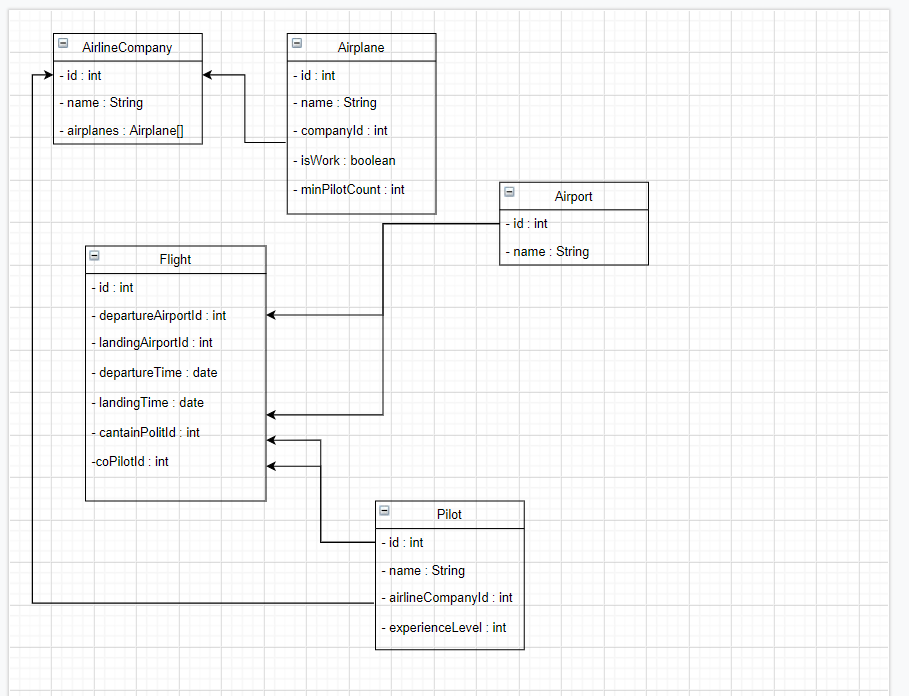 AirlineCompany
- id : int
- name : String
- airplanes : Airplane[]
Airplane
- id : int
- name : String
- companyId : int
- isWork : boolean
- minPilotCount : int
Airport
- id : int
- name : String
Flight
- id : int
- departureAirportId : int
- landingAirportId : int
- departureTime : date
- landingTime : date
- cantainPolitId : int
-coPilotId : int
Pilot
- id : int
- name : String
- airlineCompanyId : int
- experienceLevel : int